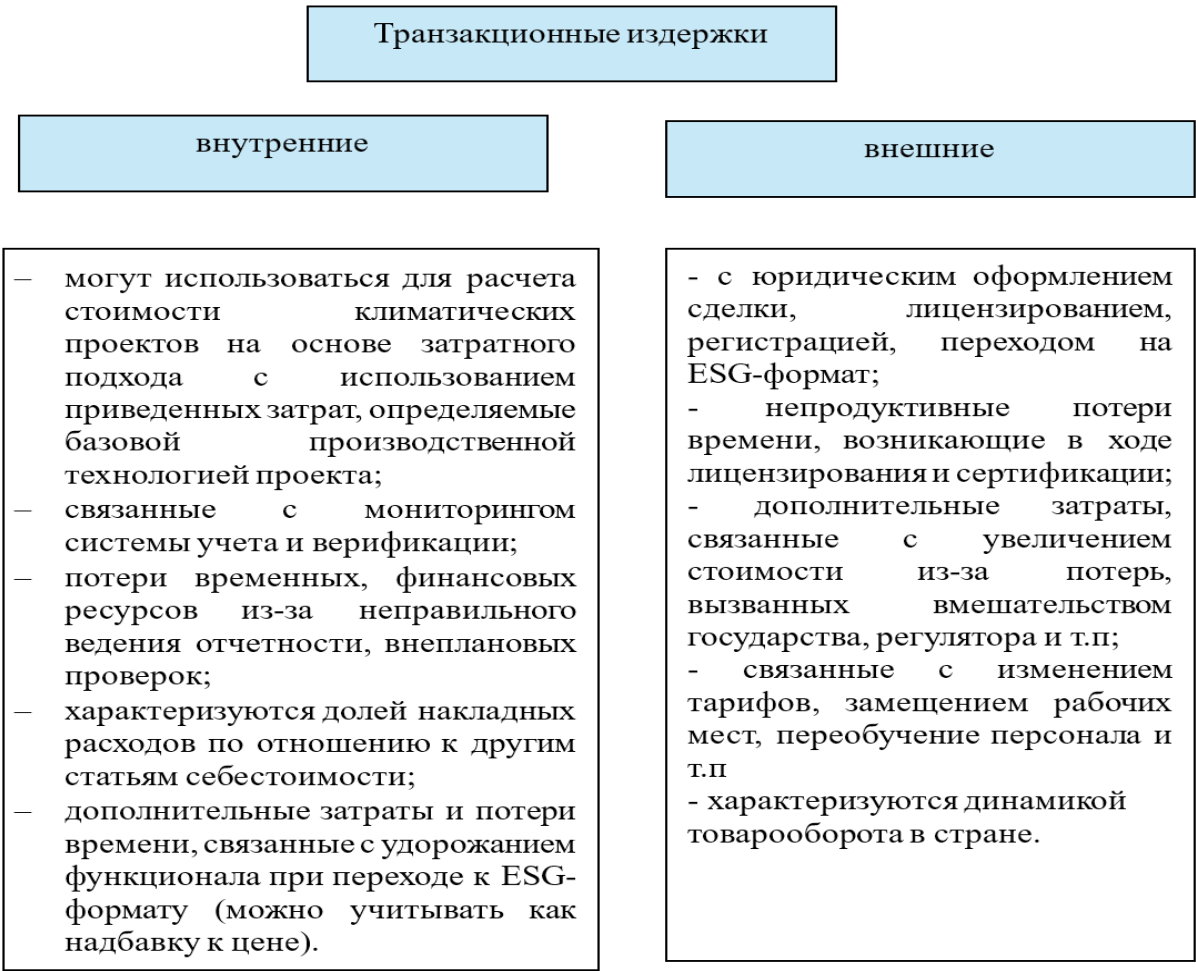 Транзакционные издержки
внутренние
внешние
– могут использоваться для расчета
стоимости климатических
проектов на основе затратного
подхода с использованием
приведенных затрат, определяемые
базовой производственной
технологией проекта;
– связанные с мониторингом
системы учета и верификации;
– потери временных, финансовых
ресурсов из-за неправильного
ведения отчетности, внеплановых
проверок;
– характеризуются долей накладных
расходов по отношению к другим
статьям себестоимости;
– дополнительные затраты и потери
времени, связанные с удорожанием
функционала при переходе к ESG-
формату (можно учитывать как
надбавку к цене).
- с юридическим оформлением
сделки, лицензированием,
регистрацией, переходом на
ESG-формат;
- непродуктивные потери
времени, возникающие в ходе
лицензирования и сертификации;
- дополнительные затраты,
связанные с увеличением
стоимости из-за потерь,
вызванных вмешательством
государства, регулятора и т.п;
- связанные с изменением
тарифов, замещением рабочих
мест, переобучение персонала и
т.п
- характеризуются динамикой
товарооборота в стране.